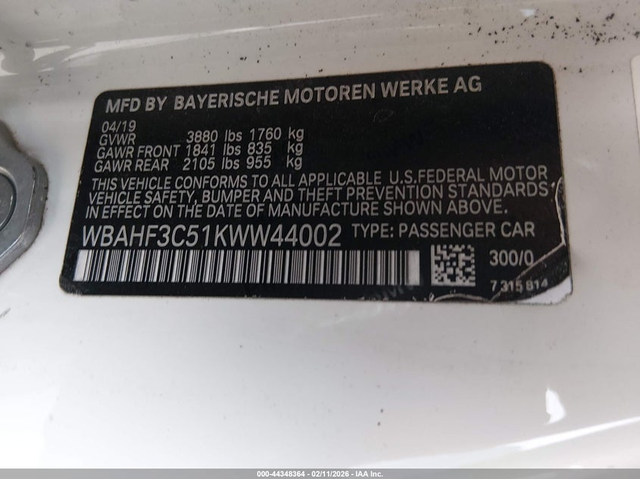 MFD BY BAYERISCHE MOTOREN WERKE AG
04/19
GVWR 3880 lbs 1760 kg
GAWR FRONT 1841 lbs 835 kg
GAWR REAR 2105 lbs 955 kg
THIS VEHICLE CONFORMS TO ALL APPLICABLE U.S.FEDERAL MOTOR
VEHICLE SAFETY, BUMPER AND THEFT PREVENTION STANDARDS
IN EFFECT ON THE DATE OF MANUFACTURE SHOWN ABOVE.
WBAHF3C51KWW44002 TYPE: PASSENGER CAR
300/0
7 315 814
000-44348364 - 02/11/2026 - IAA Inc.